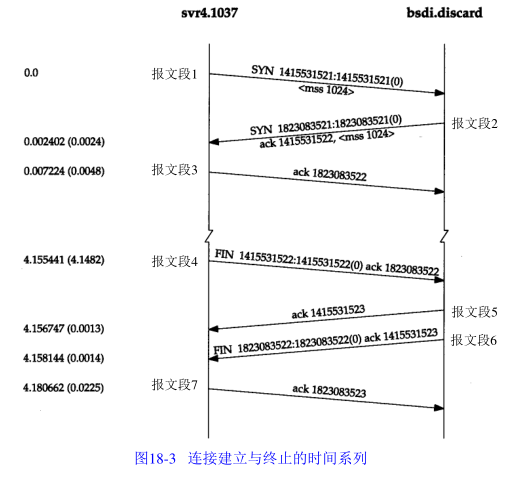 svr4.1037 bsdi.discard
0.0 报文段1 SYN 1415531521:1415531521(0)
<mss 1024>
SYN 1823083521:1823083521(0) 报文段2
0.002402 (0.0024) ack 1415531522, <mss 1024>
0.007224 (0.0048) 报文段3 ack 1823083522
4.155441 (4.1482) 报文段4 FIN 1415531522:1415531522(0) ack 1823083522
ack 1415531523 报文段5
4.156747 (0.0013)
FIN 1823083522:1823083522(0) ack 1415531523 报文段6
4.158144 (0.0014)
4.180662 (0.0225) 报文段7 ack 1823083523
图18-3 连接建立与终止的时间系列